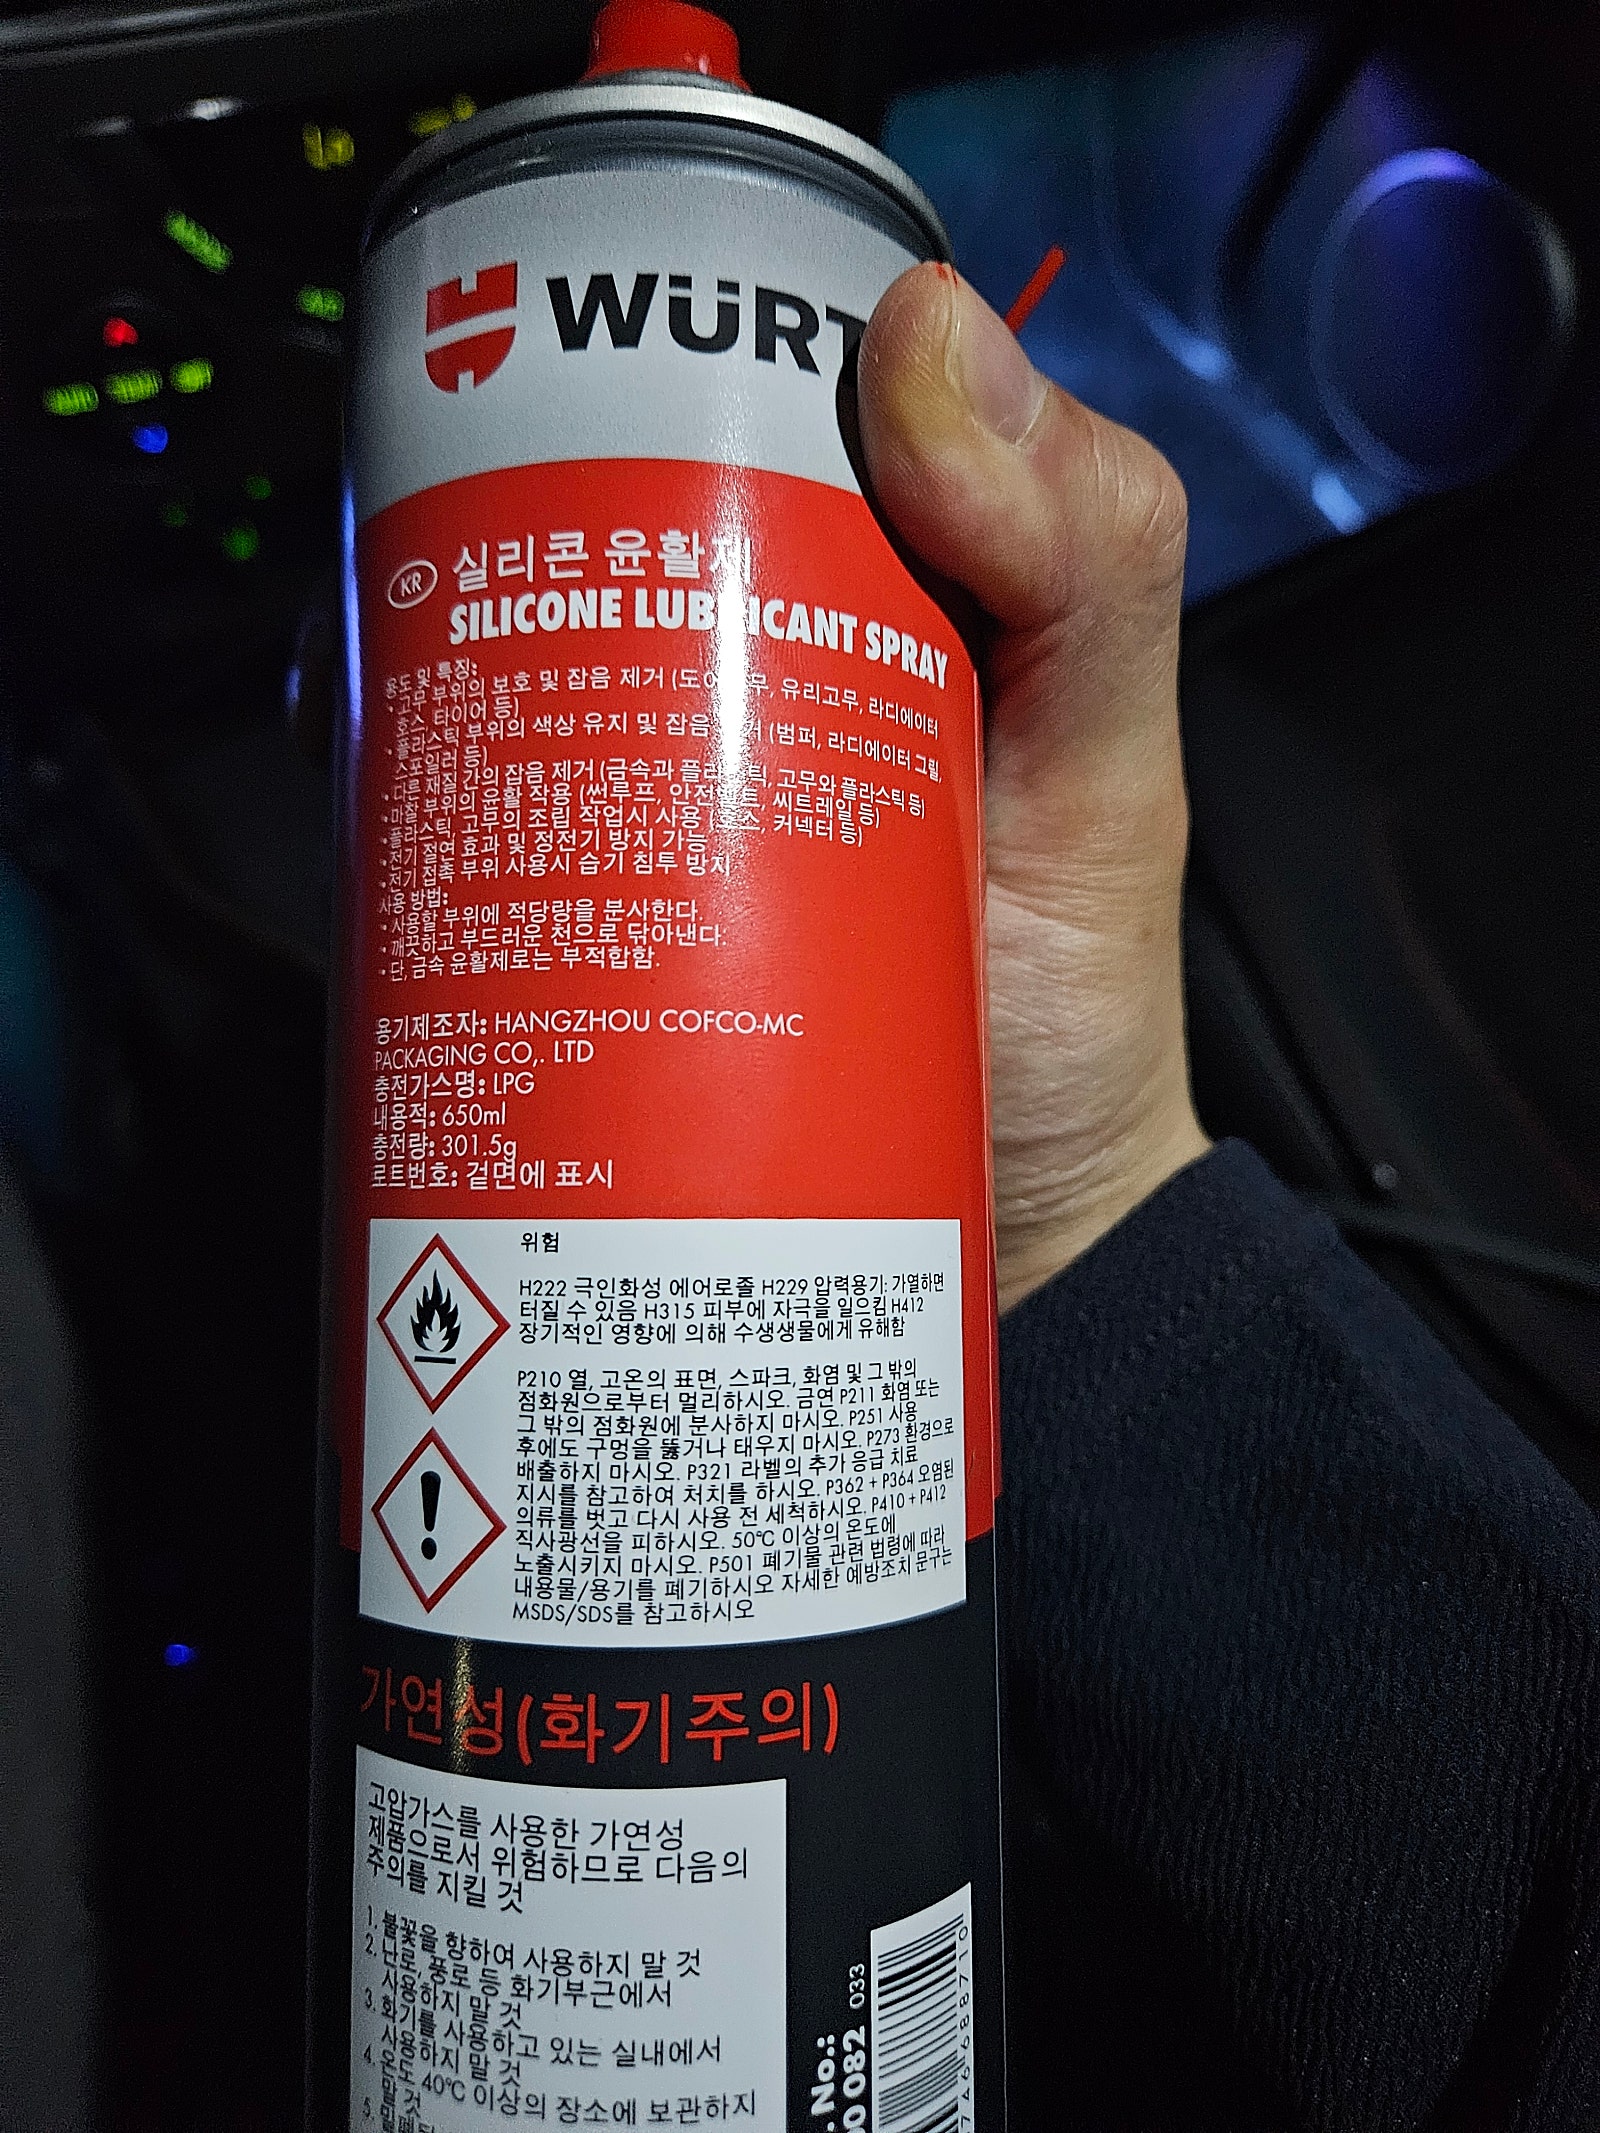 WÜRT
KR
실리콘 윤활제
SILICONE LUBRICANT SPRAY
용도 및 특징:
• 고무 부위의 보호 및 잡음 제거 (도어 고무, 유리고무, 라디에이터
호스, 타이어 등)
• 플라스틱 부위의 색상 유지 및 잡음 제거 (범퍼, 라디에이터 그릴,
스포일러 등)
• 다른 재질 간의 잡음 제거 (금속과 플라스틱, 고무와 플라스틱 등)
• 마찰 부위의 윤활 작용 (썬루프, 안전벨트, 씨트레일 등)
• 플라스틱, 고무의 조립 작업시 사용 (호스, 커넥터 등)
• 전기 절연 효과 및 정전기 방지 가능
• 전기 접촉 부위 사용시 습기 침투 방지
사용 방법:
• 사용할 부위에 적당량을 분사한다.
• 깨끗하고 부드러운 천으로 닦아낸다.
• 단, 금속 윤활제로는 부적합함.
용기제조자: HANGZHOU COFCO-MC
PACKAGING CO,. LTD
충전가스명: LPG
내용적: 650ml
충전량: 301.5g
로트번호: 겉면에 표시
위험
H222 극인화성 에어로졸 H229 압력용기: 가열하면
터질 수 있음 H315 피부에 자극을 일으킴 H412
장기적인 영향에 의해 수생생물에게 유해함
P210 열, 고온의 표면, 스파크, 화염 및 그 밖의
점화원으로부터 멀리하시오. 금연 P211 화염 또는
그 밖의 점화원에 분사하지 마시오. P251 사용
후에도 구멍을 뚫거나 태우지 마시오. P273 환경으로
배출하지 마시오. P321 라벨의 추가 응급 치료
지시를 참고하여 처치를 하시오. P362 + P364 오염된
의류를 벗고 다시 사용 전 세척하시오. P410 + P412
직사광선을 피하시오. 50℃ 이상의 온도에
노출시키지 마시오. P501 폐기물 관련 법령에 따라
내용물/용기를 폐기하시오 자세한 예방조치 문구는
MSDS/SDS를 참고하시오
가연성(화기주의)
고압가스를 사용한 가연성
제품으로서 위험하므로 다음의
주의를 지킬 것
1. 불꽃을 향하여 사용하지 말 것
2. 난로, 풍로 등 화기부근에서
사용하지 말 것
3. 화기를 사용하고 있는 실내에서
사용하지 말 것
4. 온도 40℃ 이상의 장소에 보관하지
말 것
5.
No.:
0 082 033
746 688710